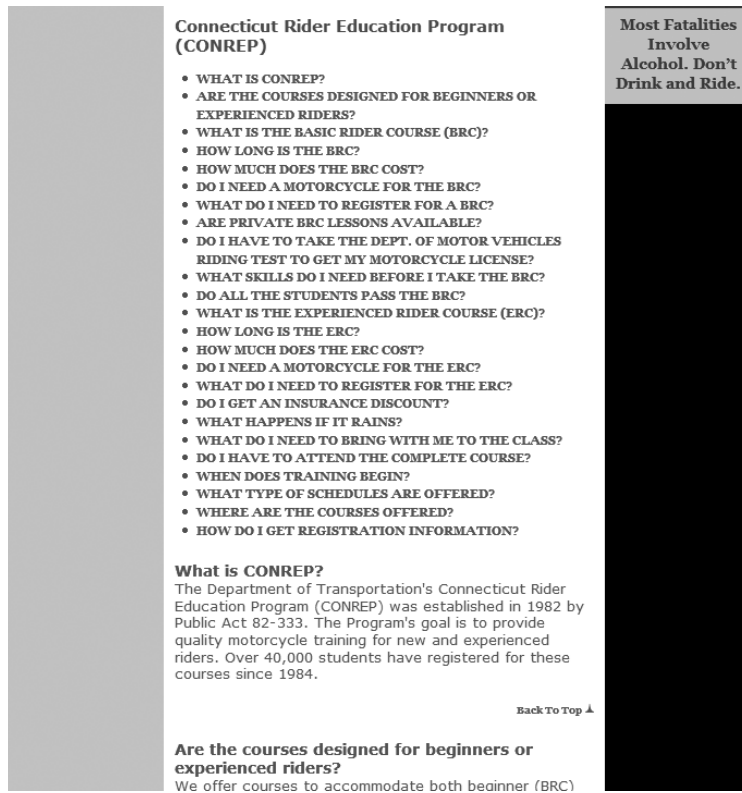 Connecticut Rider Education Program
(CONREP)
WHAT IS CONREP?
ARE THE COURSES DESIGNED FOR BEGINNERS OR
EXPERIENCED RIDERS?
WHAT IS THE BASIC RIDER COURSE (BRC)?
HOW LONG IS THE BRC?
HOW MUCH DOES THE BRC COST?
DO I NEED A MOTORCYCLE FOR THE BRC?
WHAT DO I NEED TO REGISTER FOR A BRC?
ARE PRIVATE BRC LESSONS AVAILABLE?
DO I HAVE TO TAKE THE DEPT. OF MOTOR VEHICLES
RIDING TEST TO GET MY MOTORCYCLE LICENSE?
WHAT SKILLS DO I NEED BEFORE I TAKE THE BRC?
DO ALL THE STUDENTS PASS THE BRC?
WHAT IS THE EXPERIENCED RIDER COURSE (ERC)?
HOW LONG IS THE ERC?
HOW MUCH DOES THE ERC COST?
DO I NEED A MOTORCYCLE FOR THE ERC?
WHAT DO I NEED TO REGISTER FOR THE ERC?
DO I GET AN INSURANCE DISCOUNT?
WHAT HAPPENS IF IT RAINS?
WHAT DO I NEED TO BRING WITH ME TO THE CLASS?
DO I HAVE TO ATTEND THE COMPLETE COURSE?
WHEN DOES TRAINING BEGIN?
WHAT TYPE OF SCHEDULES ARE OFFERED?
WHERE ARE THE COURSES OFFERED?
HOW DO I GET REGISTRATION INFORMATION?
What is CONREP?
The Department of Transportation's Connecticut Rider
Education Program (CONREP) was established in 1982 by
Public Act 82-333. The Program's goal is to provide
quality motorcycle training for new and experienced
riders. Over 40,000 students have registered for these
courses since 1984.
Back To Top
Are the courses designed for beginners or
experienced riders?
We offer courses to accommodate both beginner (BRC)
Most Fatalities
Involve
Alcohol. Don't
Drink and Ride.